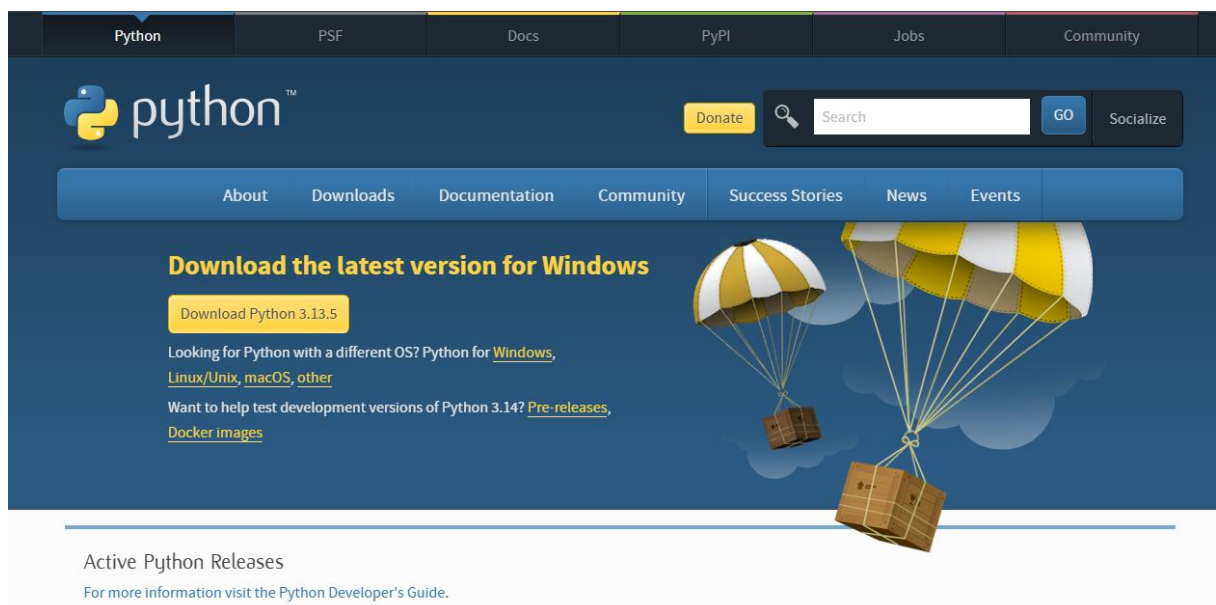 Python PSF Docs PyPI Jobs Community
python™
Donate Search GO Socialize
About Downloads Documentation Community Success Stories News Events
Download the latest version for Windows
Download Python 3.13.5
Looking for Python with a different OS? Python for Windows,
Linux/Unix, macOS, other
Want to help test development versions of Python 3.14? Pre-releases,
Docker images
Active Python Releases
For more information visit the Python Developer's Guide.